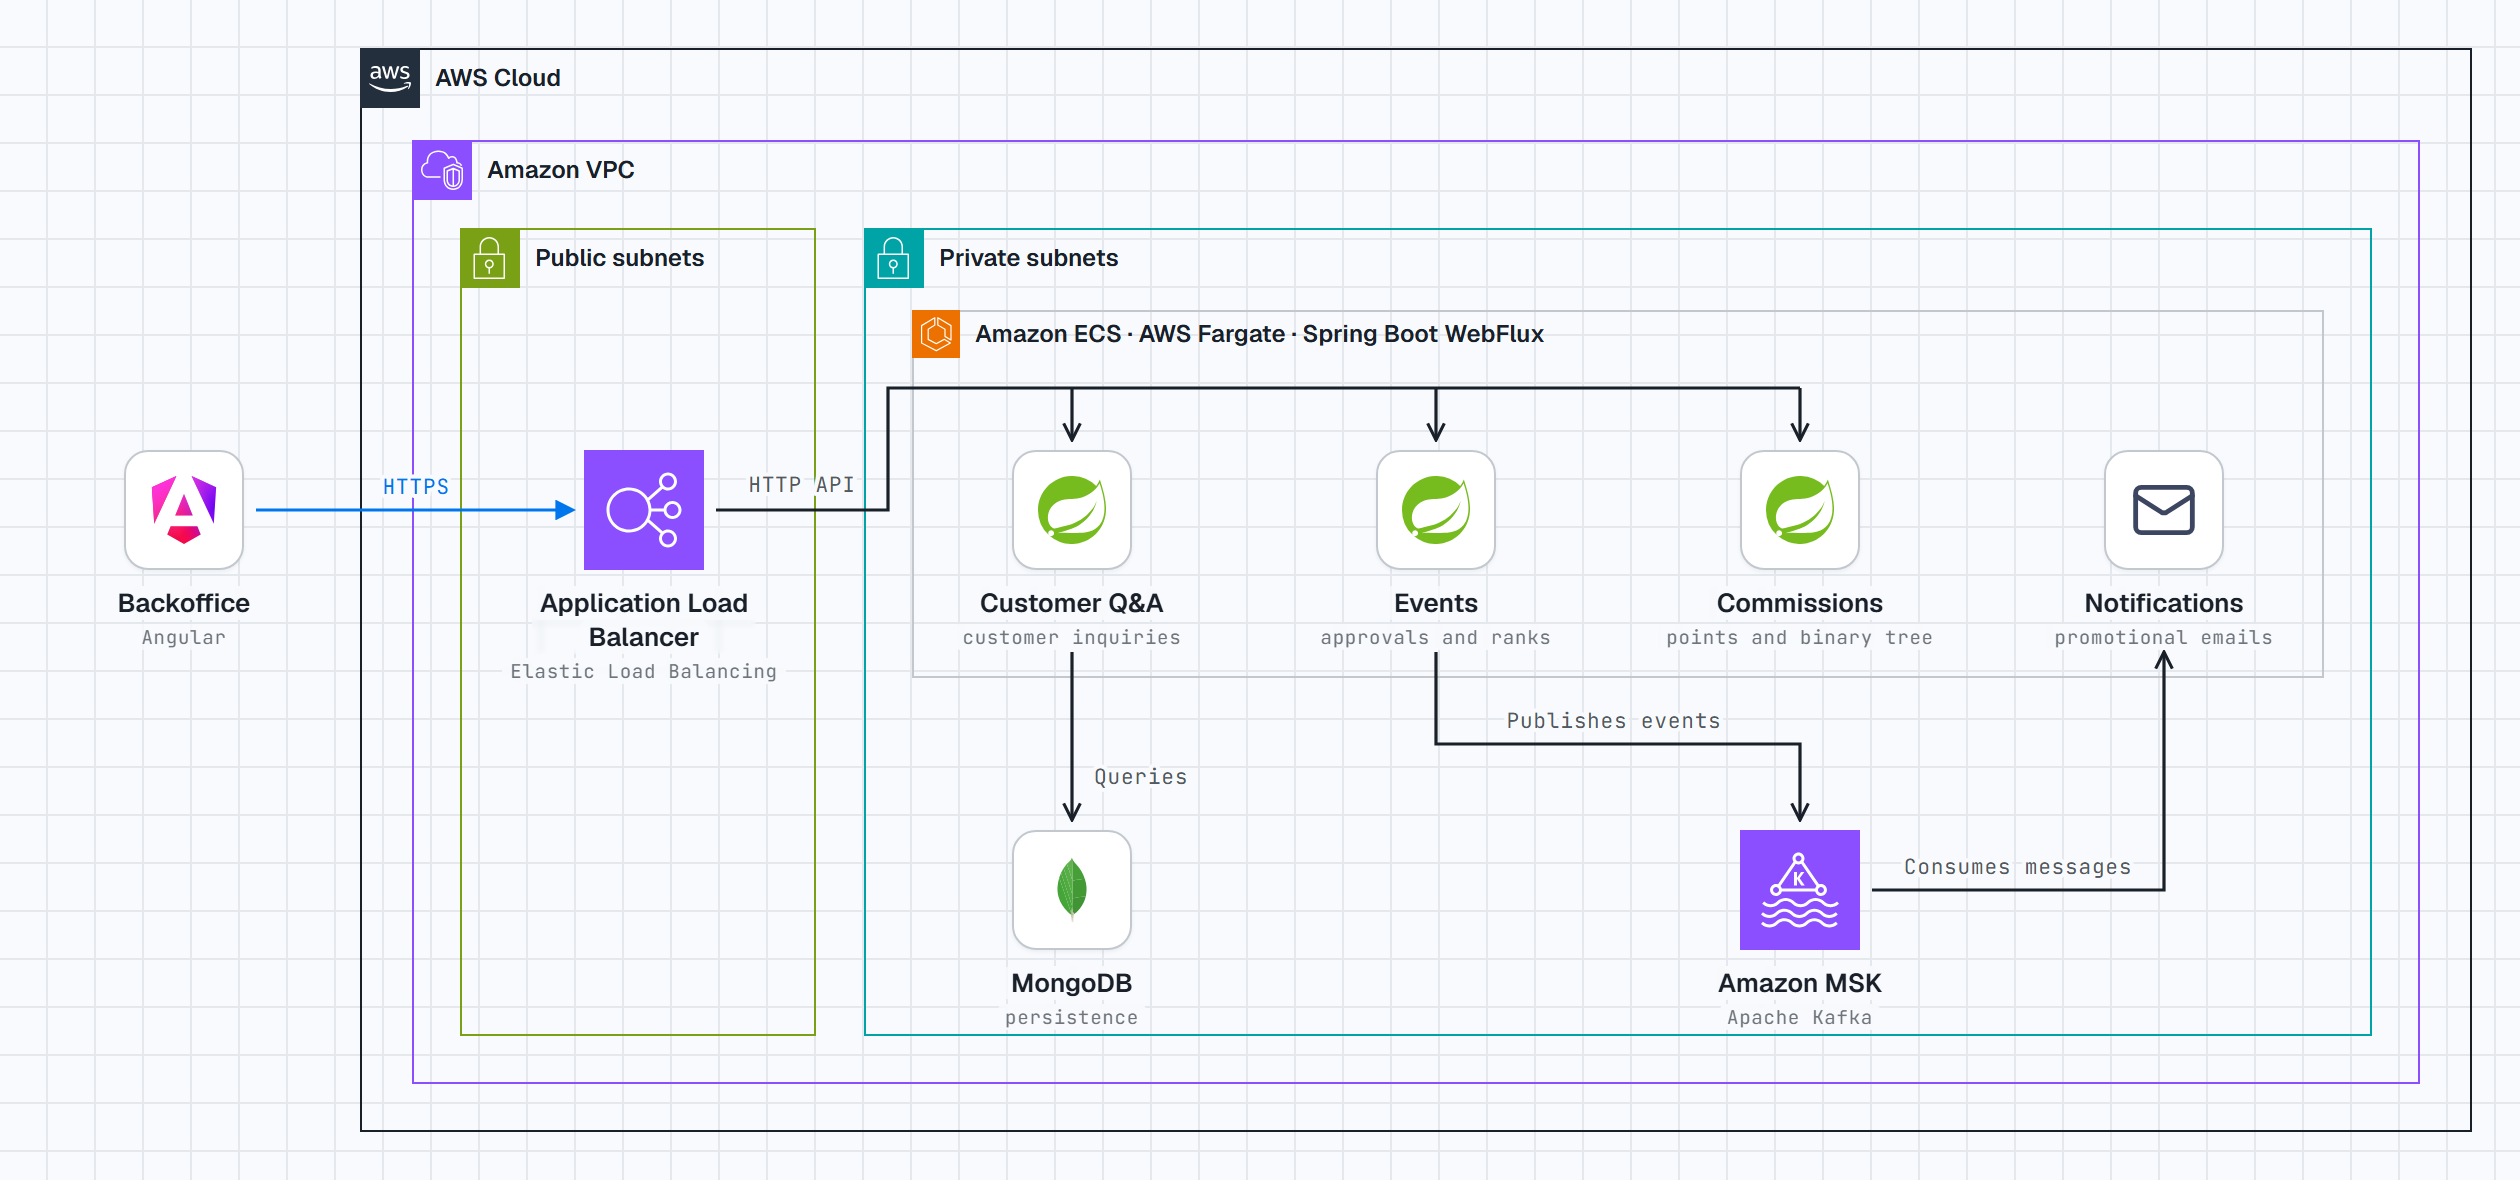 aws
AWS Cloud
Amazon VPC
Public subnets
Private subnets
Amazon ECS · AWS Fargate · Spring Boot WebFlux
HTTPS
HTTP API
Backoffice
Angular
Application Load
Balancer
Elastic Load Balancing
Customer Q&A
customer inquiries
Events
approvals and ranks
Commissions
points and binary tree
Notifications
promotional emails
Publishes events
Queries
Consumes messages
K
MongoDB
persistence
Amazon MSK
Apache Kafka